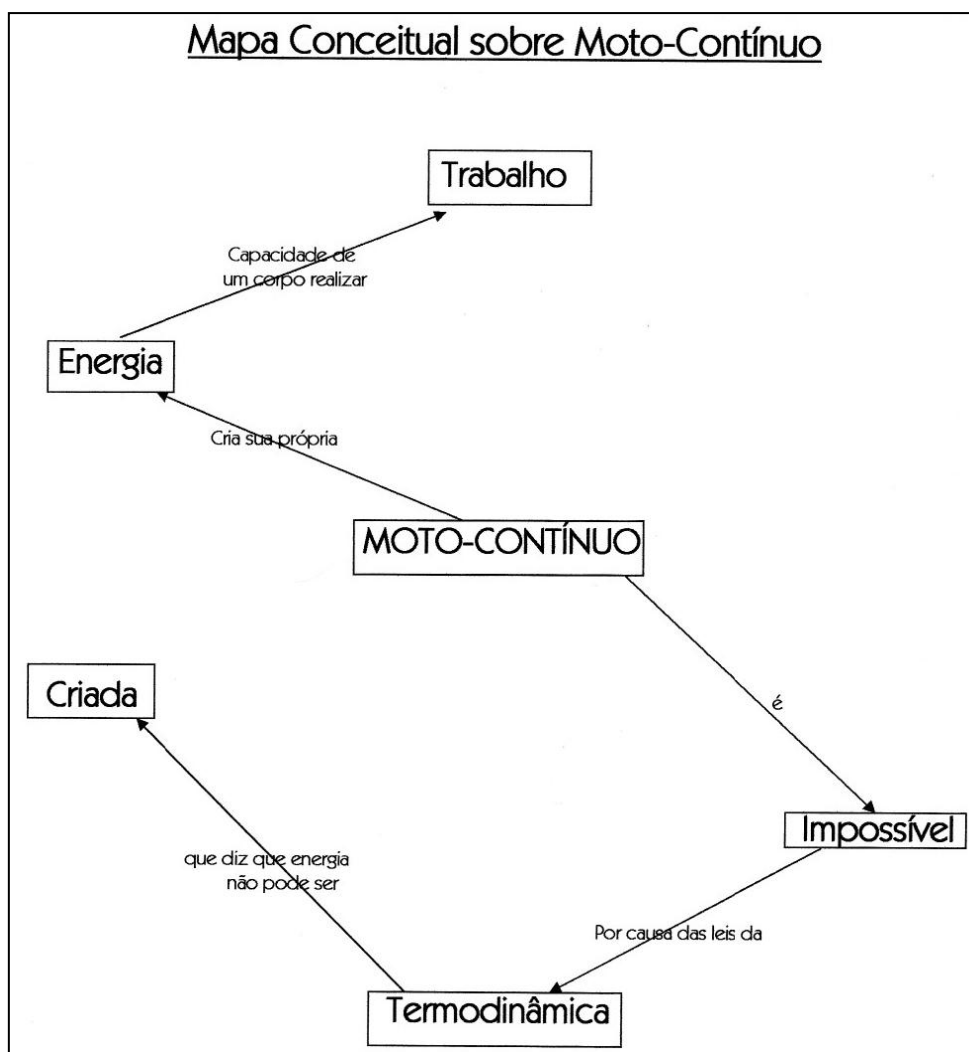 Mapa Conceitual sobre Moto-Contínuo
Trabalho
Capacidade de
um corpo realizar
Energia
Cria sua própria
MOTO-CONTÍNUO
Criada
é
Impossível
que diz que energia
não pode ser
Por causa das leis da
Termodinâmica